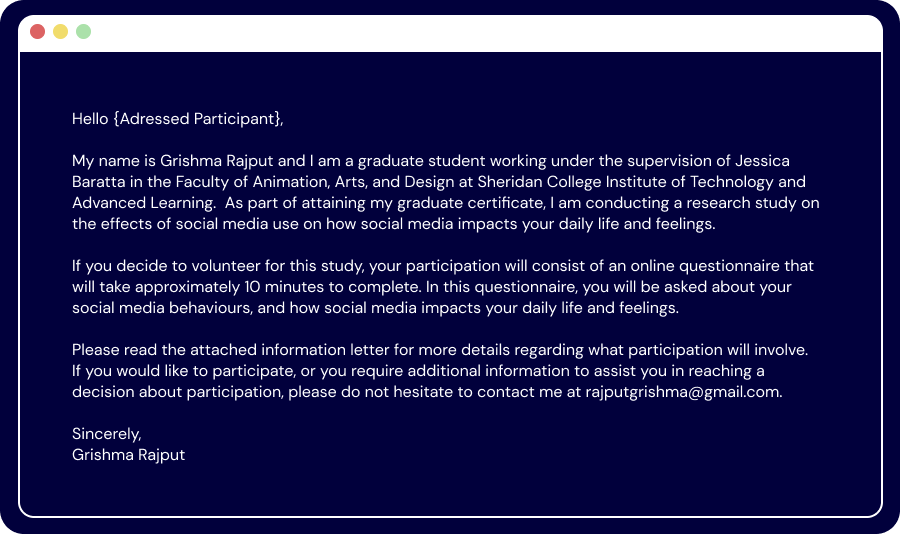 Hello {Adressed Participant},
My name is Grishma Rajput and I am a graduate student working under the supervision of Jessica
Baratta in the Faculty of Animation, Arts, and Design at Sheridan College Institute of Technology and
Advanced Learning.  As part of attaining my graduate certificate, I am conducting a research study on
the effects of social media use on how social media impacts your daily life and feelings.
If you decide to volunteer for this study, your participation will consist of an online questionnaire that
will take approximately 10 minutes to complete. In this questionnaire, you will be asked about your
social media behaviours, and how social media impacts your daily life and feelings.
Please read the attached information letter for more details regarding what participation will involve.
If you would like to participate, or you require additional information to assist you in reaching a
decision about participation, please do not hesitate to contact me at rajputgrishma@gmail.com.
Sincerely,
Grishma Rajput